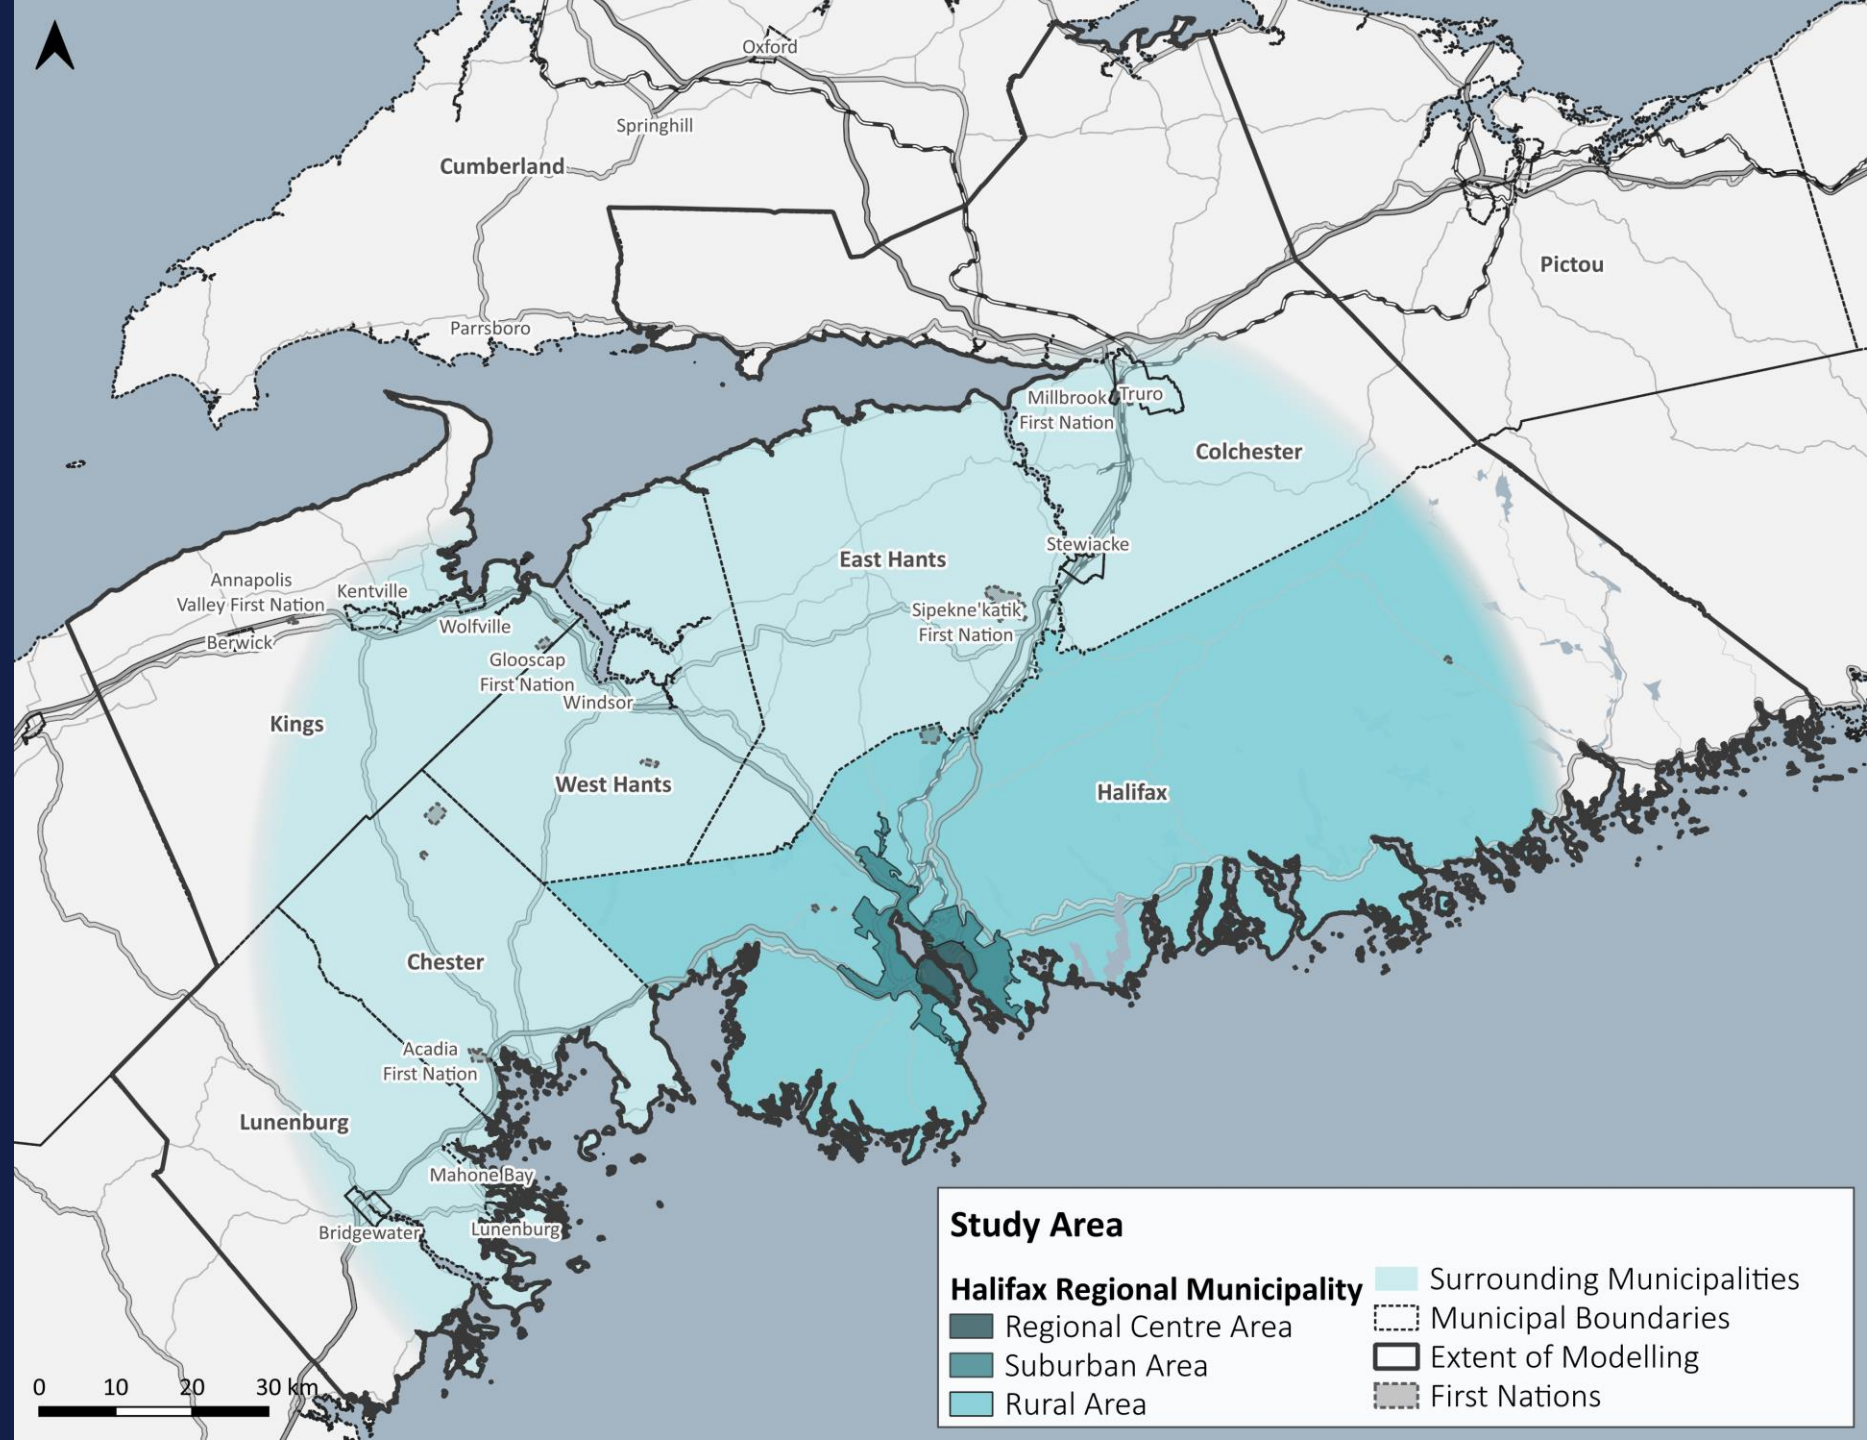 Oxford
Springhill
Cumberland
Pictou
Parrsboro
Millbrook
First Nation
Truro
Colchester
Stewiacke
East Hants
Annapolis
Valley First Nation
Kentville
Berwick
Wolfville
Sipekne'katik
First Nation
Glooscap
First Nation
Windsor
Kings
West Hants
Halifax
Chester
Acadia
First Nation
Lunenburg
Mahone Bay
Bridgewater
Lunenburg
0 10 20 30 km
Study Area
Halifax Regional Municipality
Regional Centre Area
Suburban Area
Rural Area
Surrounding Municipalities
Municipal Boundaries
Extent of Modelling
First Nations